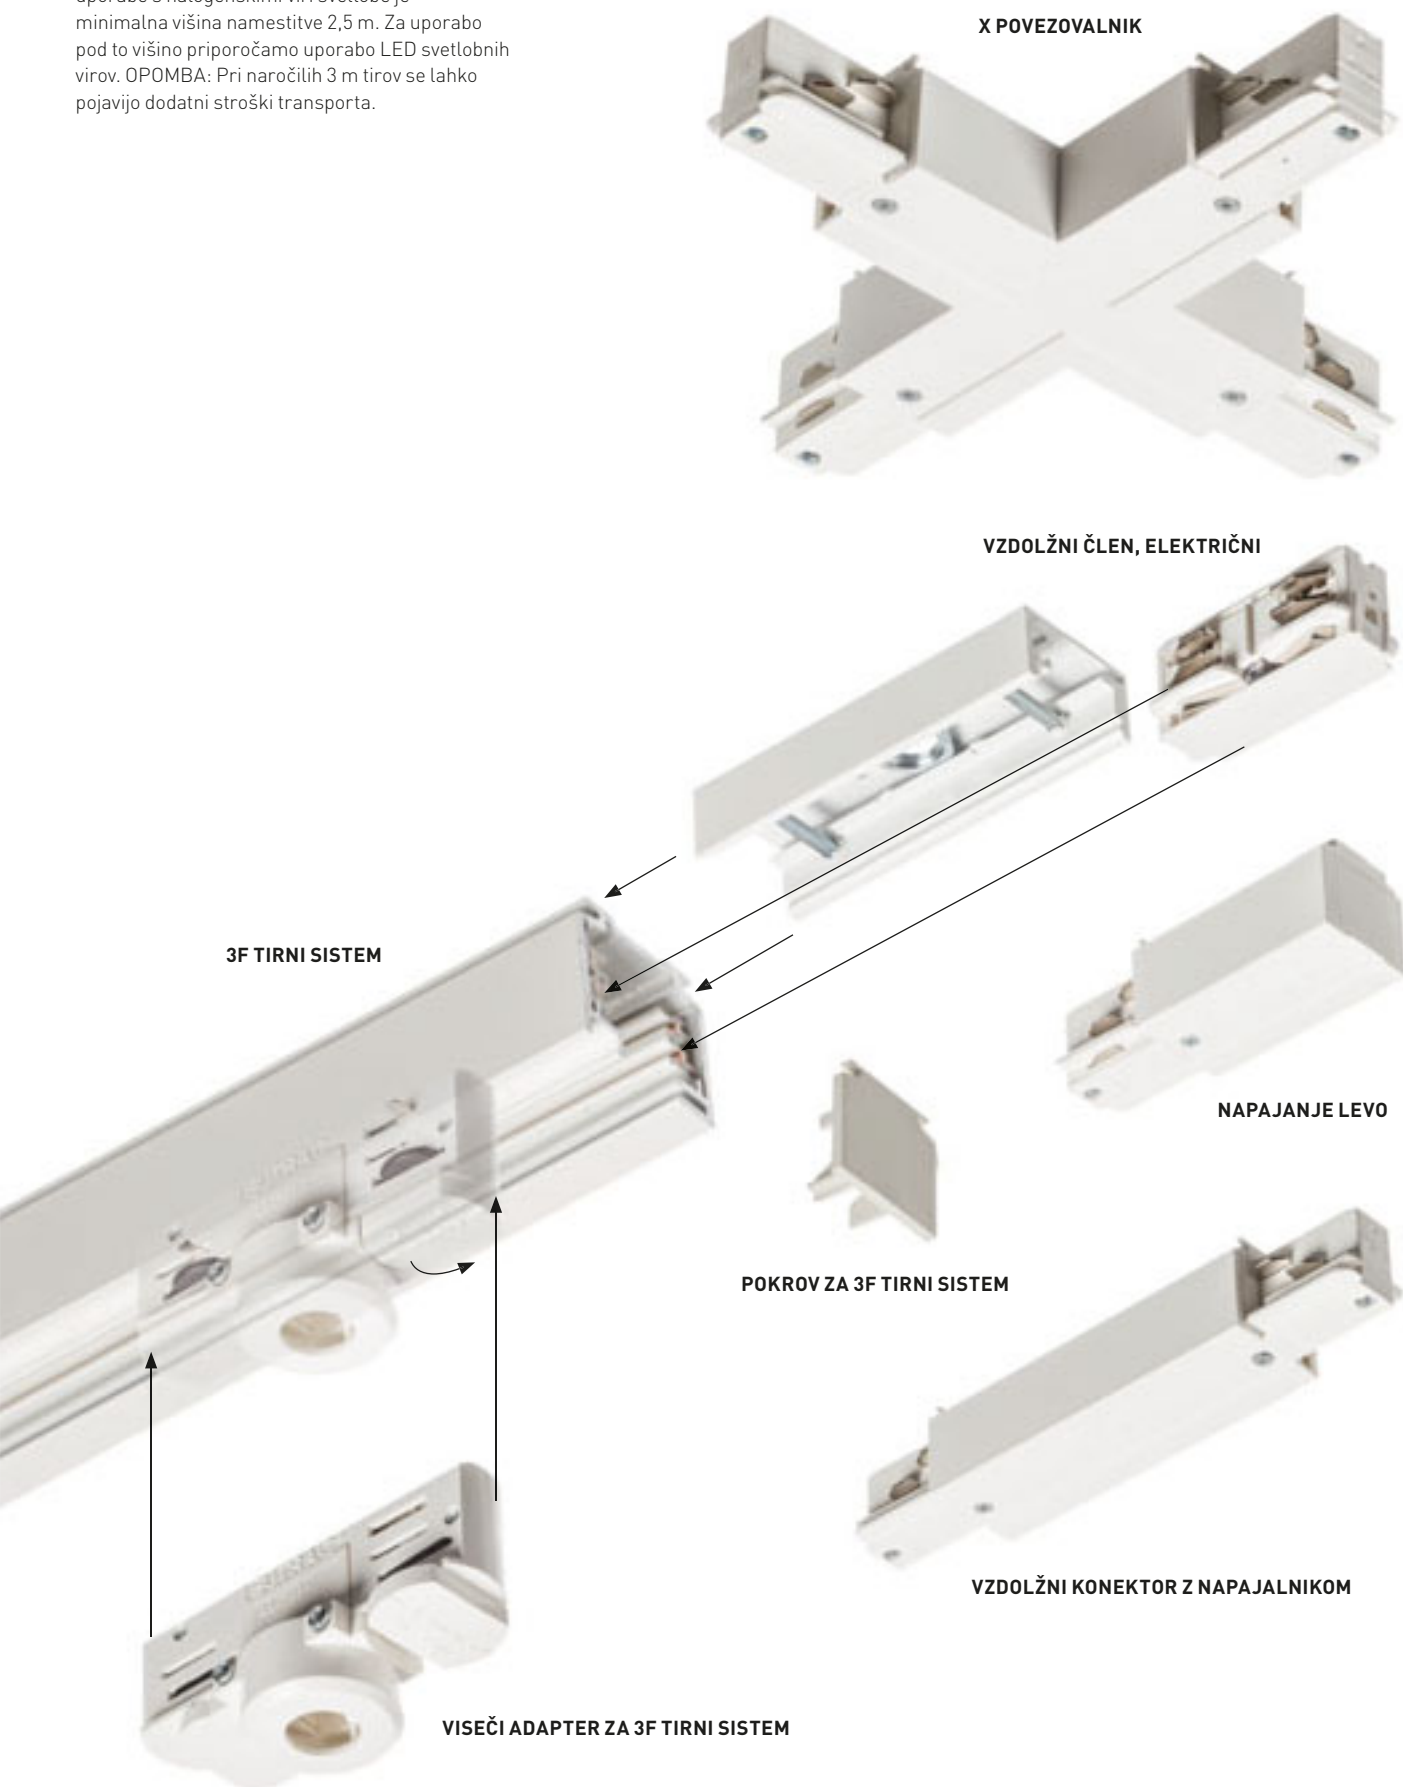 minimalna višina namestitve 2,5 m. Za uporabo
pod to višino priporočamo uporabo LED svetlobnih
virov. OPOMBA: Pri naročilih 3 m tirov se lahko
pojavijo dodatni stroški transporta.
X POVEZOVALNIK
VZDOLŽNI ČLEN, ELEKTRIČNI
3F TIRNI SISTEM
NAPAJANJE LEVO
POKROV ZA 3F TIRNI SISTEM
VZDOLŽNI KONEKTOR Z NAPAJALNIKOM
VISEČI ADAPTER ZA 3F TIRNI SISTEM